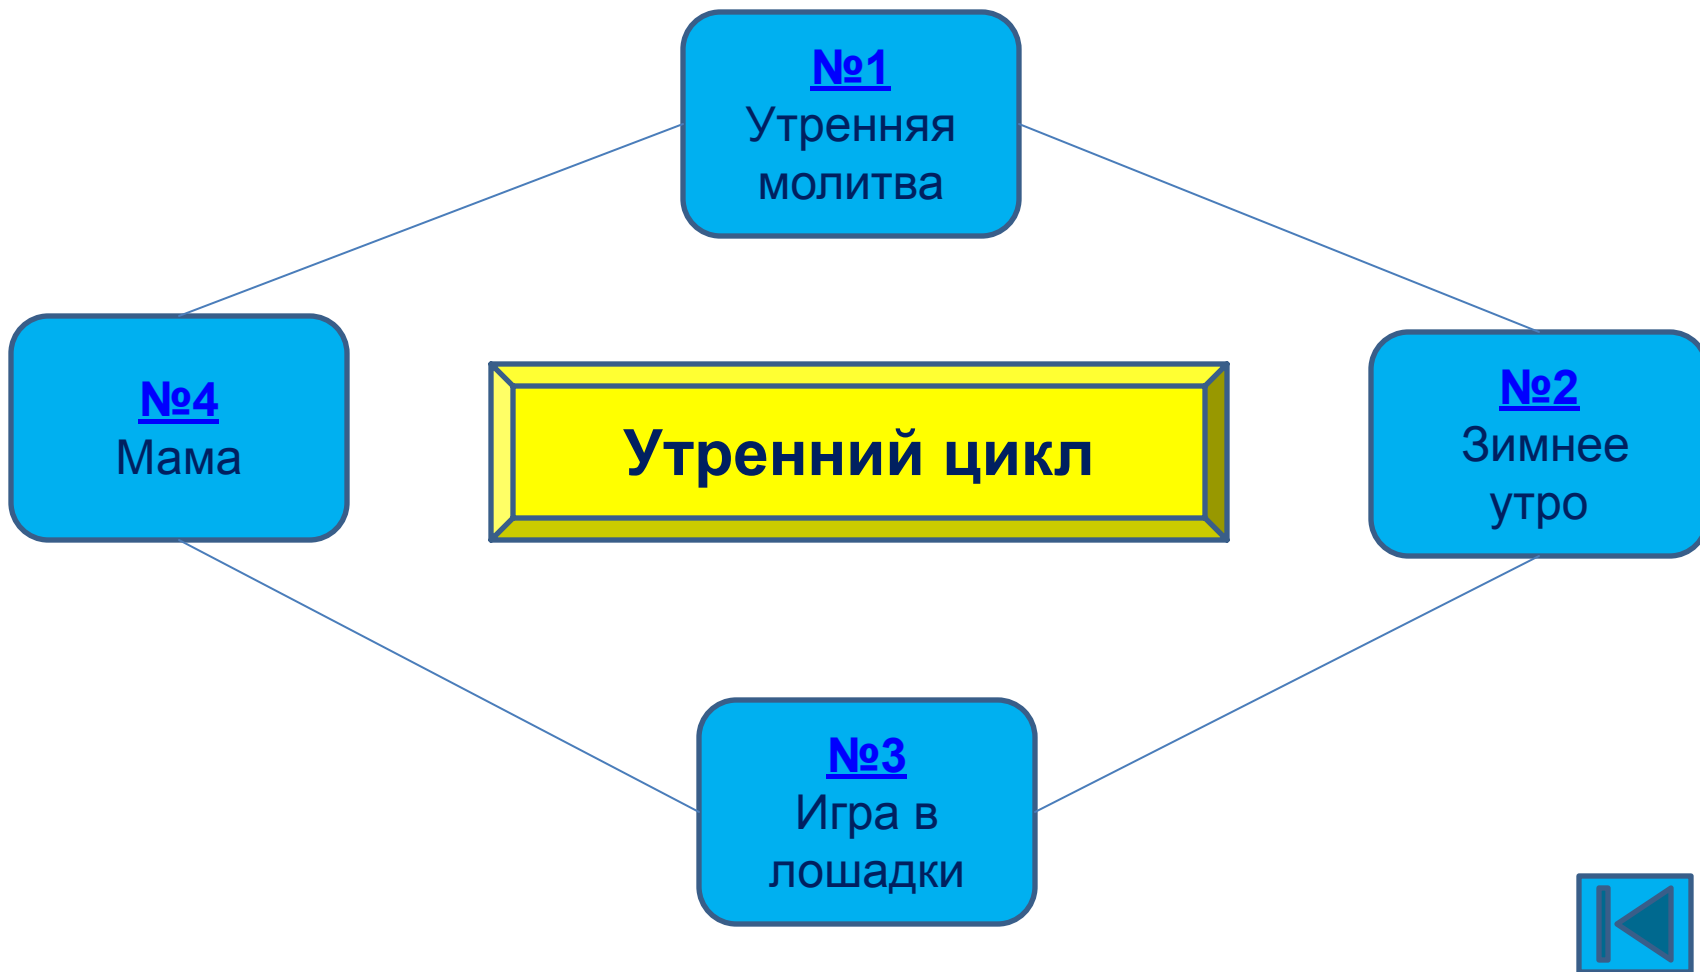 №1
Утренняя
молитва
№4
Мама
Утренний цикл
№2
Зимнее
утро
№3
Игра в
лошадки